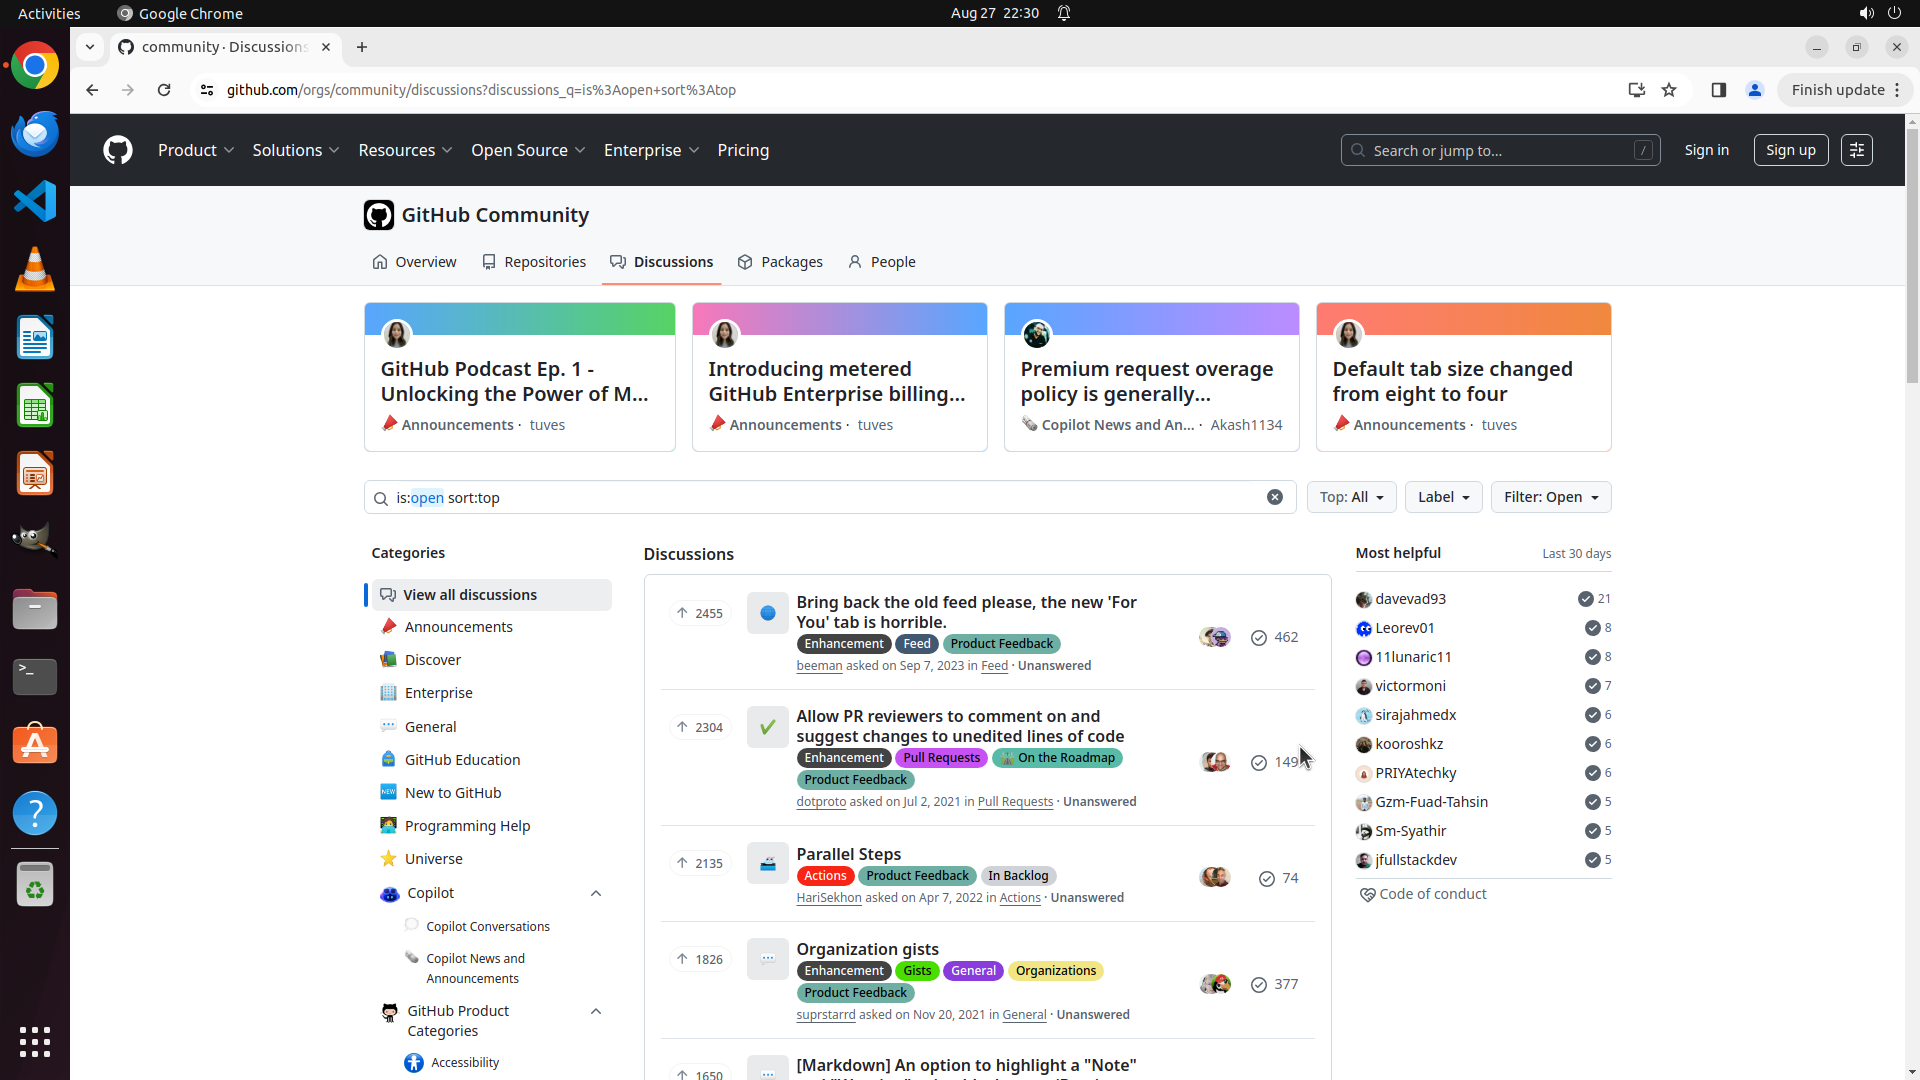 Activities
Google Chrome
Aug 27 22:30
community · Discussions
github.com/orgs/community/discussions?discussions_q=is%3Aopen+sort%3Atop
Finish update
Product
Solutions
Resources
Open Source
Enterprise
Pricing
Search or jump to...
/
Sign in
Sign up
GitHub Community
Overview
Repositories
Discussions
Packages
People
GitHub Podcast Ep. 1 -
Unlocking the Power of M...
Announcements · tuves
Introducing metered
GitHub Enterprise billing...
Announcements · tuves
Premium request overage
policy is generally...
Copilot News and An... · Akash1134
Default tab size changed
from eight to four
Announcements · tuves
is:open sort:top
Top: All
Label
Filter: Open
Categories
View all discussions
Announcements
Discover
Enterprise
General
GitHub Education
New to GitHub
Programming Help
Universe
Copilot
Copilot Conversations
Copilot News and
Announcements
GitHub Product
Categories
Accessibility
Discussions
2455
Bring back the old feed please, the new 'For
You' tab is horrible.
Enhancement Feed Product Feedback
beeman asked on Sep 7, 2023 in Feed · Unanswered
462
2304
Allow PR reviewers to comment on and
suggest changes to unedited lines of code
Enhancement Pull Requests On the Roadmap
Product Feedback
dotproto asked on Jul 2, 2021 in Pull Requests · Unanswered
149
2135
Parallel Steps
Actions Product Feedback In Backlog
HariSekhon asked on Apr 7, 2022 in Actions · Unanswered
74
1826
Organization gists
Enhancement Gists General Organizations
Product Feedback
suprstarrd asked on Nov 20, 2021 in General · Unanswered
377
1650
[Markdown] An option to highlight a "Note"
Most helpful
Last 30 days
davevad93 21
Leorev01 8
11lunaric11 8
victormoni 7
sirajahmedx 6
kooroshkz 6
PRIYAtechky 6
Gzm-Fuad-Tahsin 5
Sm-Syathir 5
jfullstackdev 5
Code of conduct